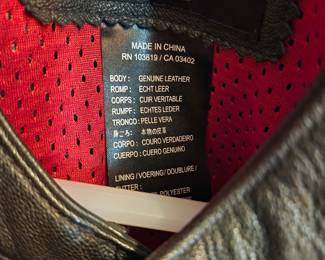 MADE IN CHINA
RN 103819 / CA 03402
BODY: GENUINE LEATHER
ROMP: ECHT LEER
CORPS: CUIR VERITABLE
RUMPF: ECHTES LEDER
TRONCO: PELLE VERA
身ごろ: 本物の皮革
CORPO: COURO VERDADEIRO
CUERPO: CUERO GENUINO
LINING / VOERING / DOUBLURE /
FUTTER:
POLYESTER